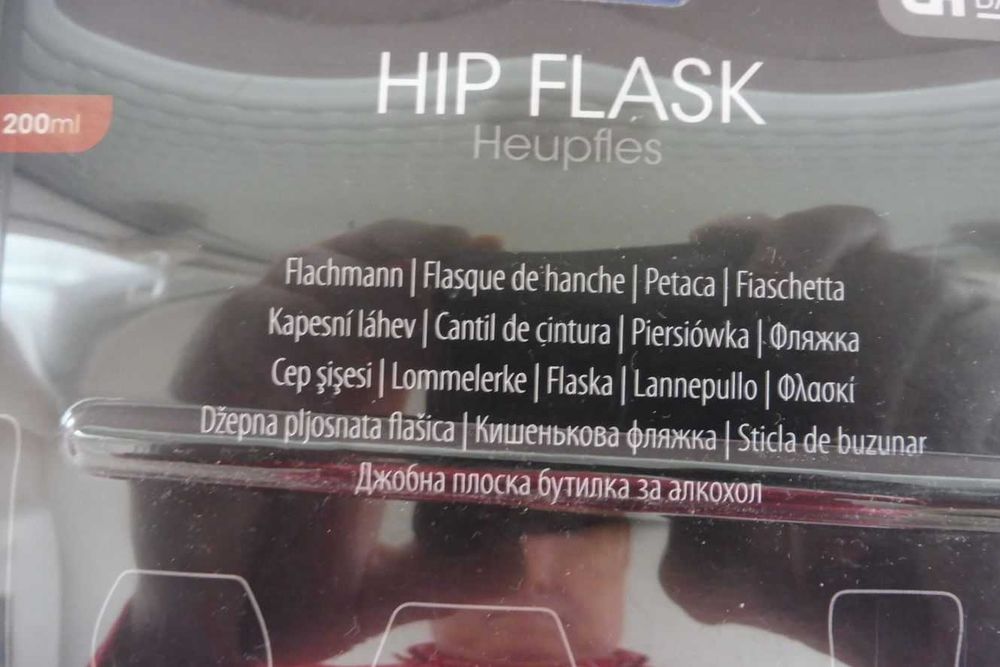 HIP FLASK
Heupfles
200ml
Flachmann | Flasque de hanche | Petaca | Fiaschetta
Kapesní láhev | Cantil de cintura | Piersiówka | Фляжка
Cep şişesi | Lommelerke | Flaska | Lannepullo | Φλασκί
Džepna pljosnata flašica | Кишенькова фляжка | Sticla de buzunar
Джобна плоска бутилка за алкохол